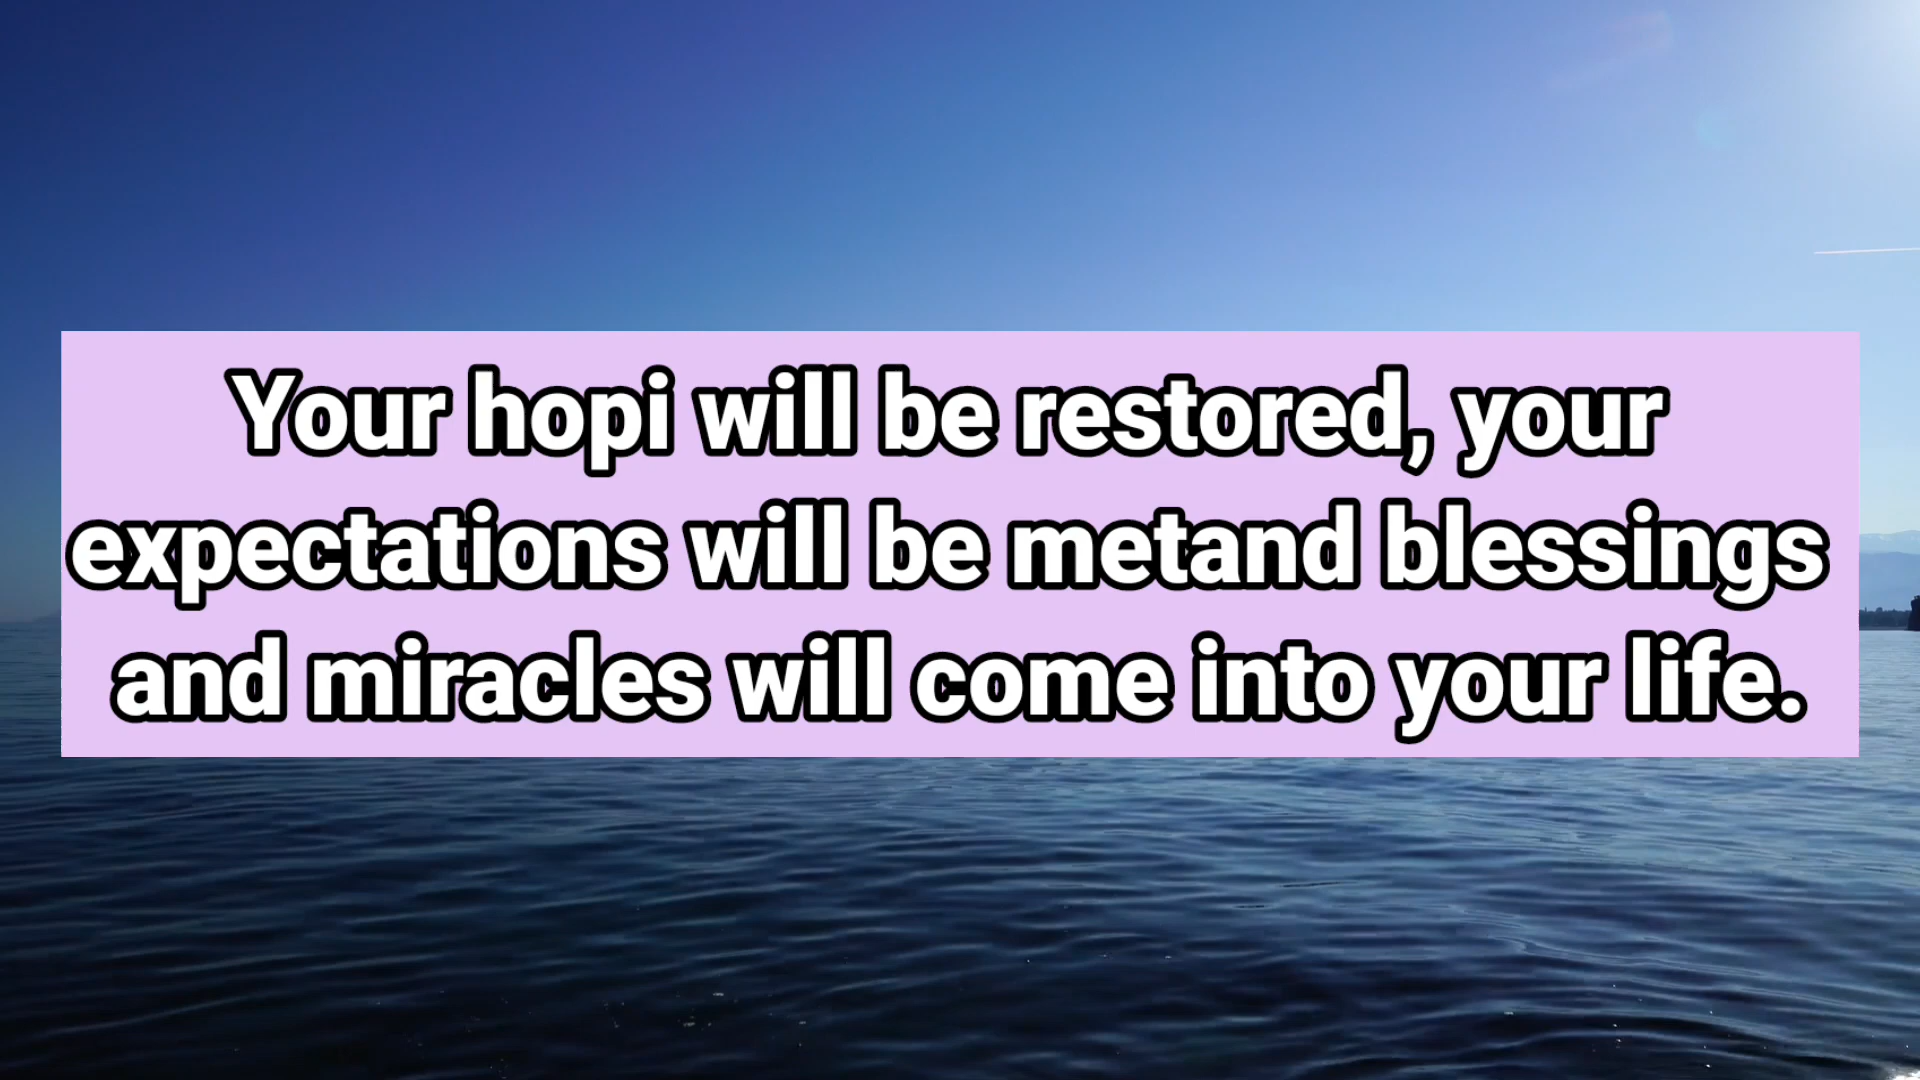 Your hopi will be restored, your
expectations will be metand blessings
and miracles will come into your life.